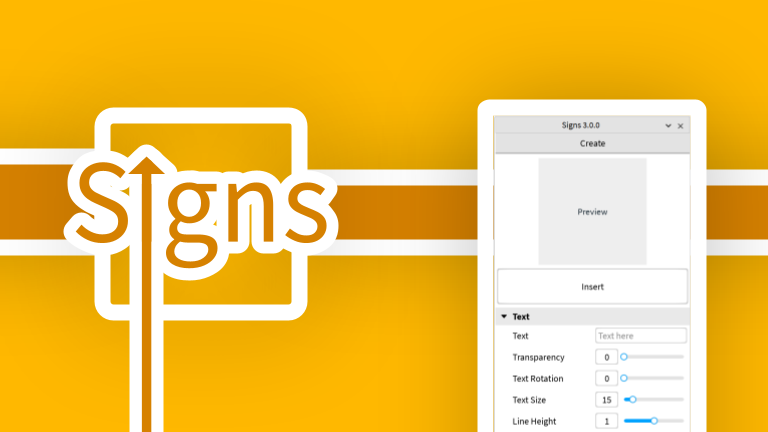 Signs
Signs 3.0.0
Create
Preview
Insert
Text
Text Text here
Transparency 0
Text Rotation 0
Text Size 15
Line Height 1